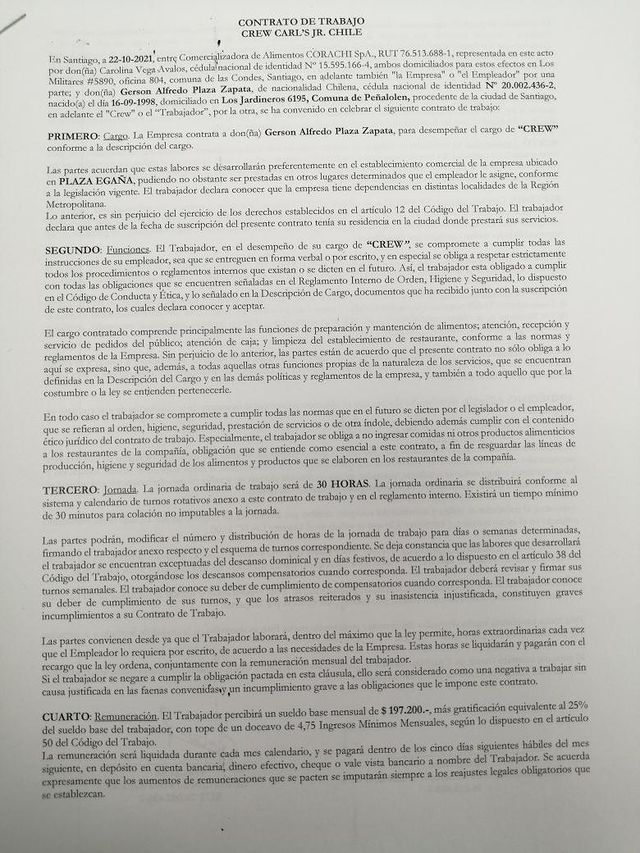 CONTRATO DE TRABAJO
CREW CARL'S JR. CHILE
En Santiago, a 22-10-2021, entre Comercializadora de Alimentos CORACHI SpA., RUT 76.513.688-1, representada en este acto
por don(ña) Carolina Vega Avalos, cédula nacional de identidad Nº 15.595.166-4, ambos domiciliados para estos efectos en Los
Militares #5890, oficina 804, comuna de las Condes, Santiago, en adelante también "la Empresa" o "el Empleador" por una
parte; y don(ña) Gerson Alfredo Plaza Zapata, de nacionalidad Chilena, cédula nacional de identidad Nº 20.002.436-2,
nacido(a) el día 16-09-1998, domiciliado en Los Jardineros 6195, Comuna de Peñalolen, procedente de la ciudad de Santiago,
en adelante el "Crew" o el "Trabajador", por la otra, se ha convenido en celebrar el siguiente contrato de trabajo:
PRIMERO: Cargo. La Empresa contrata a don(ña) Gerson Alfredo Plaza Zapata, para desempeñar el cargo de "CREW"
conforme a la descripción del cargo.
Las partes acuerdan que estas labores se desarrollarán preferentemente en el establecimiento comercial de la empresa ubicado
en PLAZA EGAÑA, pudiendo no obstante ser prestadas en otros lugares determinados que el empleador le asigne, conforme
a la legislación vigente. El trabajador declara conocer que la empresa tiene dependencias en distintas localidades de la Región
Metropolitana.
Lo anterior, es sin perjuicio del ejercicio de los derechos establecidos en el artículo 12 del Código del Trabajo. El trabajador
declara que antes de la fecha de suscripción del presente contrato tenía su residencia en la ciudad donde prestará sus servicios.
SEGUNDO: Funciones. El Trabajador, en el desempeño de su cargo de "CREW", se compromete a cumplir todas las
instrucciones de su empleador, sea que se entreguen en forma verbal o por escrito, y en especial se obliga a respetar estrictamente
todos los procedimientos o reglamentos internos que existan o se dicten en el futuro. Así, el trabajador esta obligado a cumplir
con todas las obligaciones que se encuentren señaladas en el Reglamento Interno de Orden, Higiene y Seguridad, lo dispuesto
en el Código de Conducta y Ética, y lo señalado en la Descripción de Cargo, documentos que ha recibido junto con la suscripción
de este contrato, los cuales declara conocer y aceptar.
El cargo contratado comprende principalmente las funciones de preparación y mantención de alimentos; atención, recepción y
servicio de pedidos del público; atención de caja; y limpieza del establecimiento de restaurante, conforme a las normas y
reglamentos de la Empresa. Sin perjuicio de lo anterior, las partes están de acuerdo que el presente contrato no sólo obliga a lo
aquí se expresa, sino que, además, a todas aquellas otras funciones propias de la naturaleza de los servicios, que se encuentran
definidas en la Descripción del Cargo y en las demás políticas y reglamentos de la empresa, y también a todo aquello que por la
costumbre o la ley se entienden pertenecerle.
En todo caso el trabajador se compromete a cumplir todas las normas que en el futuro se dicten por el legislador o el empleador,
que se refieran al orden, higiene, seguridad, prestación de servicios o de otra índole, debiendo además cumplir con el contenido
ético jurídico del contrato de trabajo. Especialmente, el trabajador se obliga a no ingresar comidas ni otros productos alimenticios
a los restaurantes de la compañía, obligación que se entiende como esencial a este contrato, a fin de resguardar las líneas de
producción, higiene y seguridad de los alimentos y productos que se elaboren en los restaurantes de la compañía.
TERCERO: Jornada. La jornada ordinaria de trabajo será de 30 HORAS. La jornada ordinaria se distribuirá conforme al
sistema y calendario de turnos rotativos anexo a este contrato de trabajo y en el reglamento interno. Existirá un tiempo mínimo
de 30 minutos para colación no imputables a la jornada.
Las partes podrán, modificar el número y distribución de horas de la jornada de trabajo para días o semanas determinadas,
firmando el trabajador anexo respectivo y el esquema de turnos correspondiente. Se deja constancia que las labores que desarrollará
el trabajador se encuentran exceptuadas del descanso dominical y en días festivos, de acuerdo a lo dispuesto en el artículo 38 del
Código del Trabajo, otorgándose los descansos compensatorios cuando corresponda. El trabajador deberá revisar y firmar sus
turnos semanales. El trabajador conoce su deber de cumplimiento de compensatorios cuando corresponda. El trabajador conoce
su deber de cumplimiento de sus turnos, y que los atrasos reiterados y su inasistencia injustificada, constituyen graves
incumplimientos a su Contrato de Trabajo.
Las partes convienen desde ya que el Trabajador laborará, dentro del máximo que la ley permite, horas extraordinarias cada vez
que el Empleador lo requiera por escrito, de acuerdo a las necesidades de la Empresa. Estas horas se liquidarán y pagarán con el
recargo que la ley ordena, conjuntamente con la remuneración mensual del trabajador.
Si el trabajador se negare a cumplir la obligación pactada en esta cláusula, ello será considerado como una negativa a trabajar sin
causa justificada en las faenas convenidas y un incumplimiento grave a las obligaciones que le impone este contrato.
CUARTO: Remuneración. El Trabajador percibirá un sueldo base mensual de $ 197.200.-, más gratificación equivalente al 25%
del sueldo base del trabajador, con tope de un doceavo de 4,75 Ingresos Mínimos Mensuales, según lo dispuesto en el artículo
50 del Código del Trabajo.
La remuneración será liquidada durante cada mes calendario, y se pagará dentro de los cinco días siguientes hábiles del mes
siguiente, en depósito en cuenta bancaria, dinero efectivo, cheque o vale vista bancario a nombre del Trabajador. Se acuerda
expresamente que los aumentos de remuneraciones que se pacten se imputarán siempre a los reajustes legales obligatorios que
se establezcan.